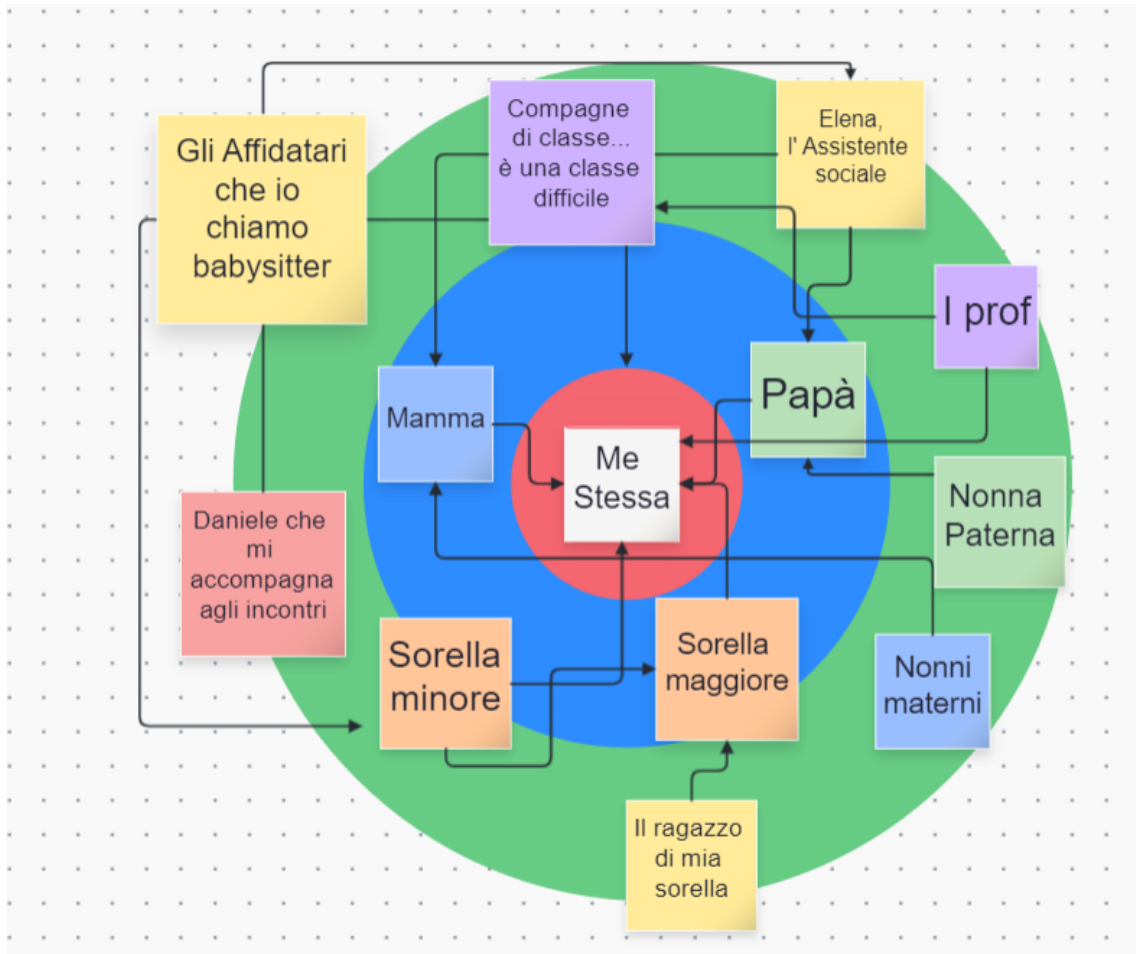 Gli Affidatari
che io
chiamo
babysitter
Compagne
di classe...
è una classe
difficile
Elena,
l' Assistente
sociale
I prof
Mamma
Papà
Me
Stessa
Nonna
Paterna
Daniele che
mi
accompagna
agli incontri
Sorella
minore
Sorella
maggiore
Nonni
materni
Il ragazzo
di mia
sorella